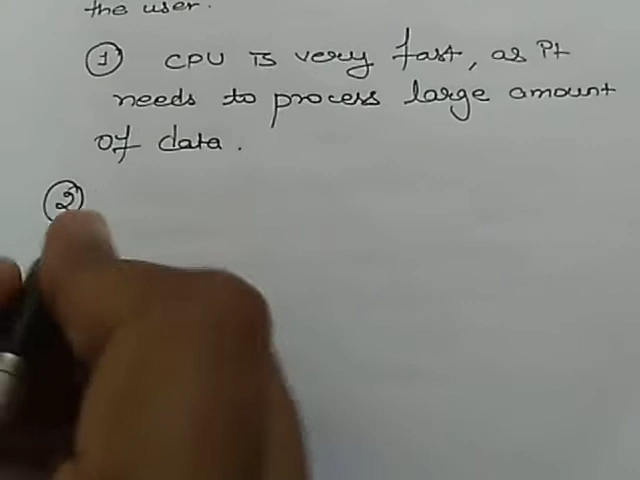 the user.
① CPU is very fast, as it
needs to process large amount
of data.
②